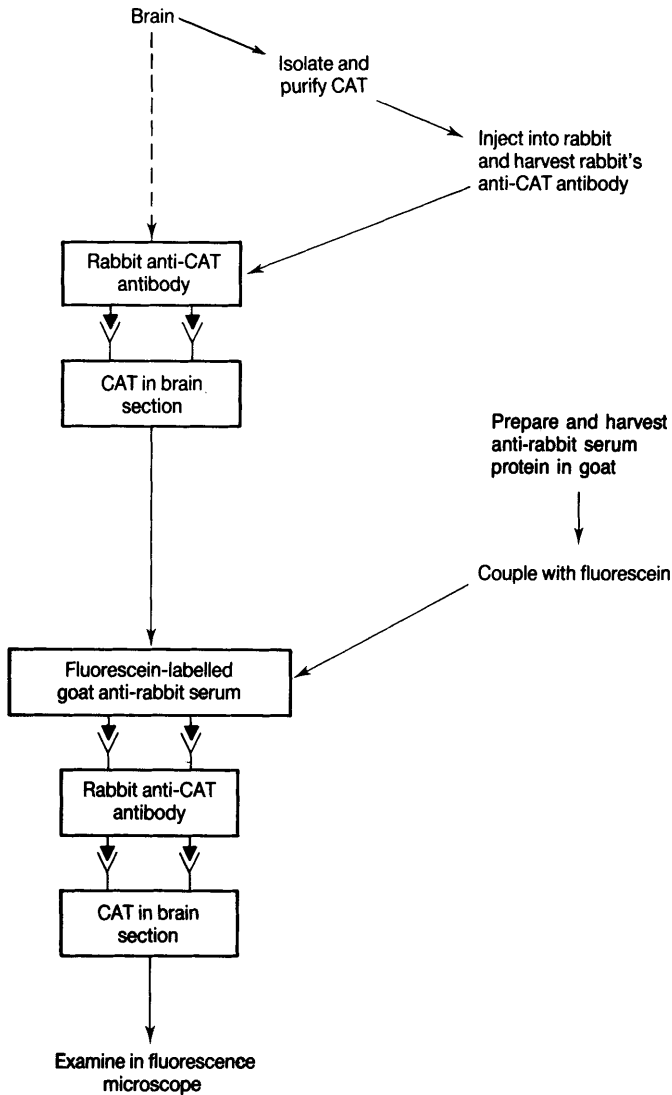 Brain
Isolate and
purify CAT
Inject into rabbit
and harvest rabbit's
anti-CAT antibody
Rabbit anti-CAT
antibody
CAT in brain
section
Prepare and harvest
anti-rabbit serum
protein in goat
Couple with fluorescein
Fluorescein-labelled
goat anti-rabbit serum
Rabbit anti-CAT
antibody
CAT in brain
section
Examine in fluorescence
microscope